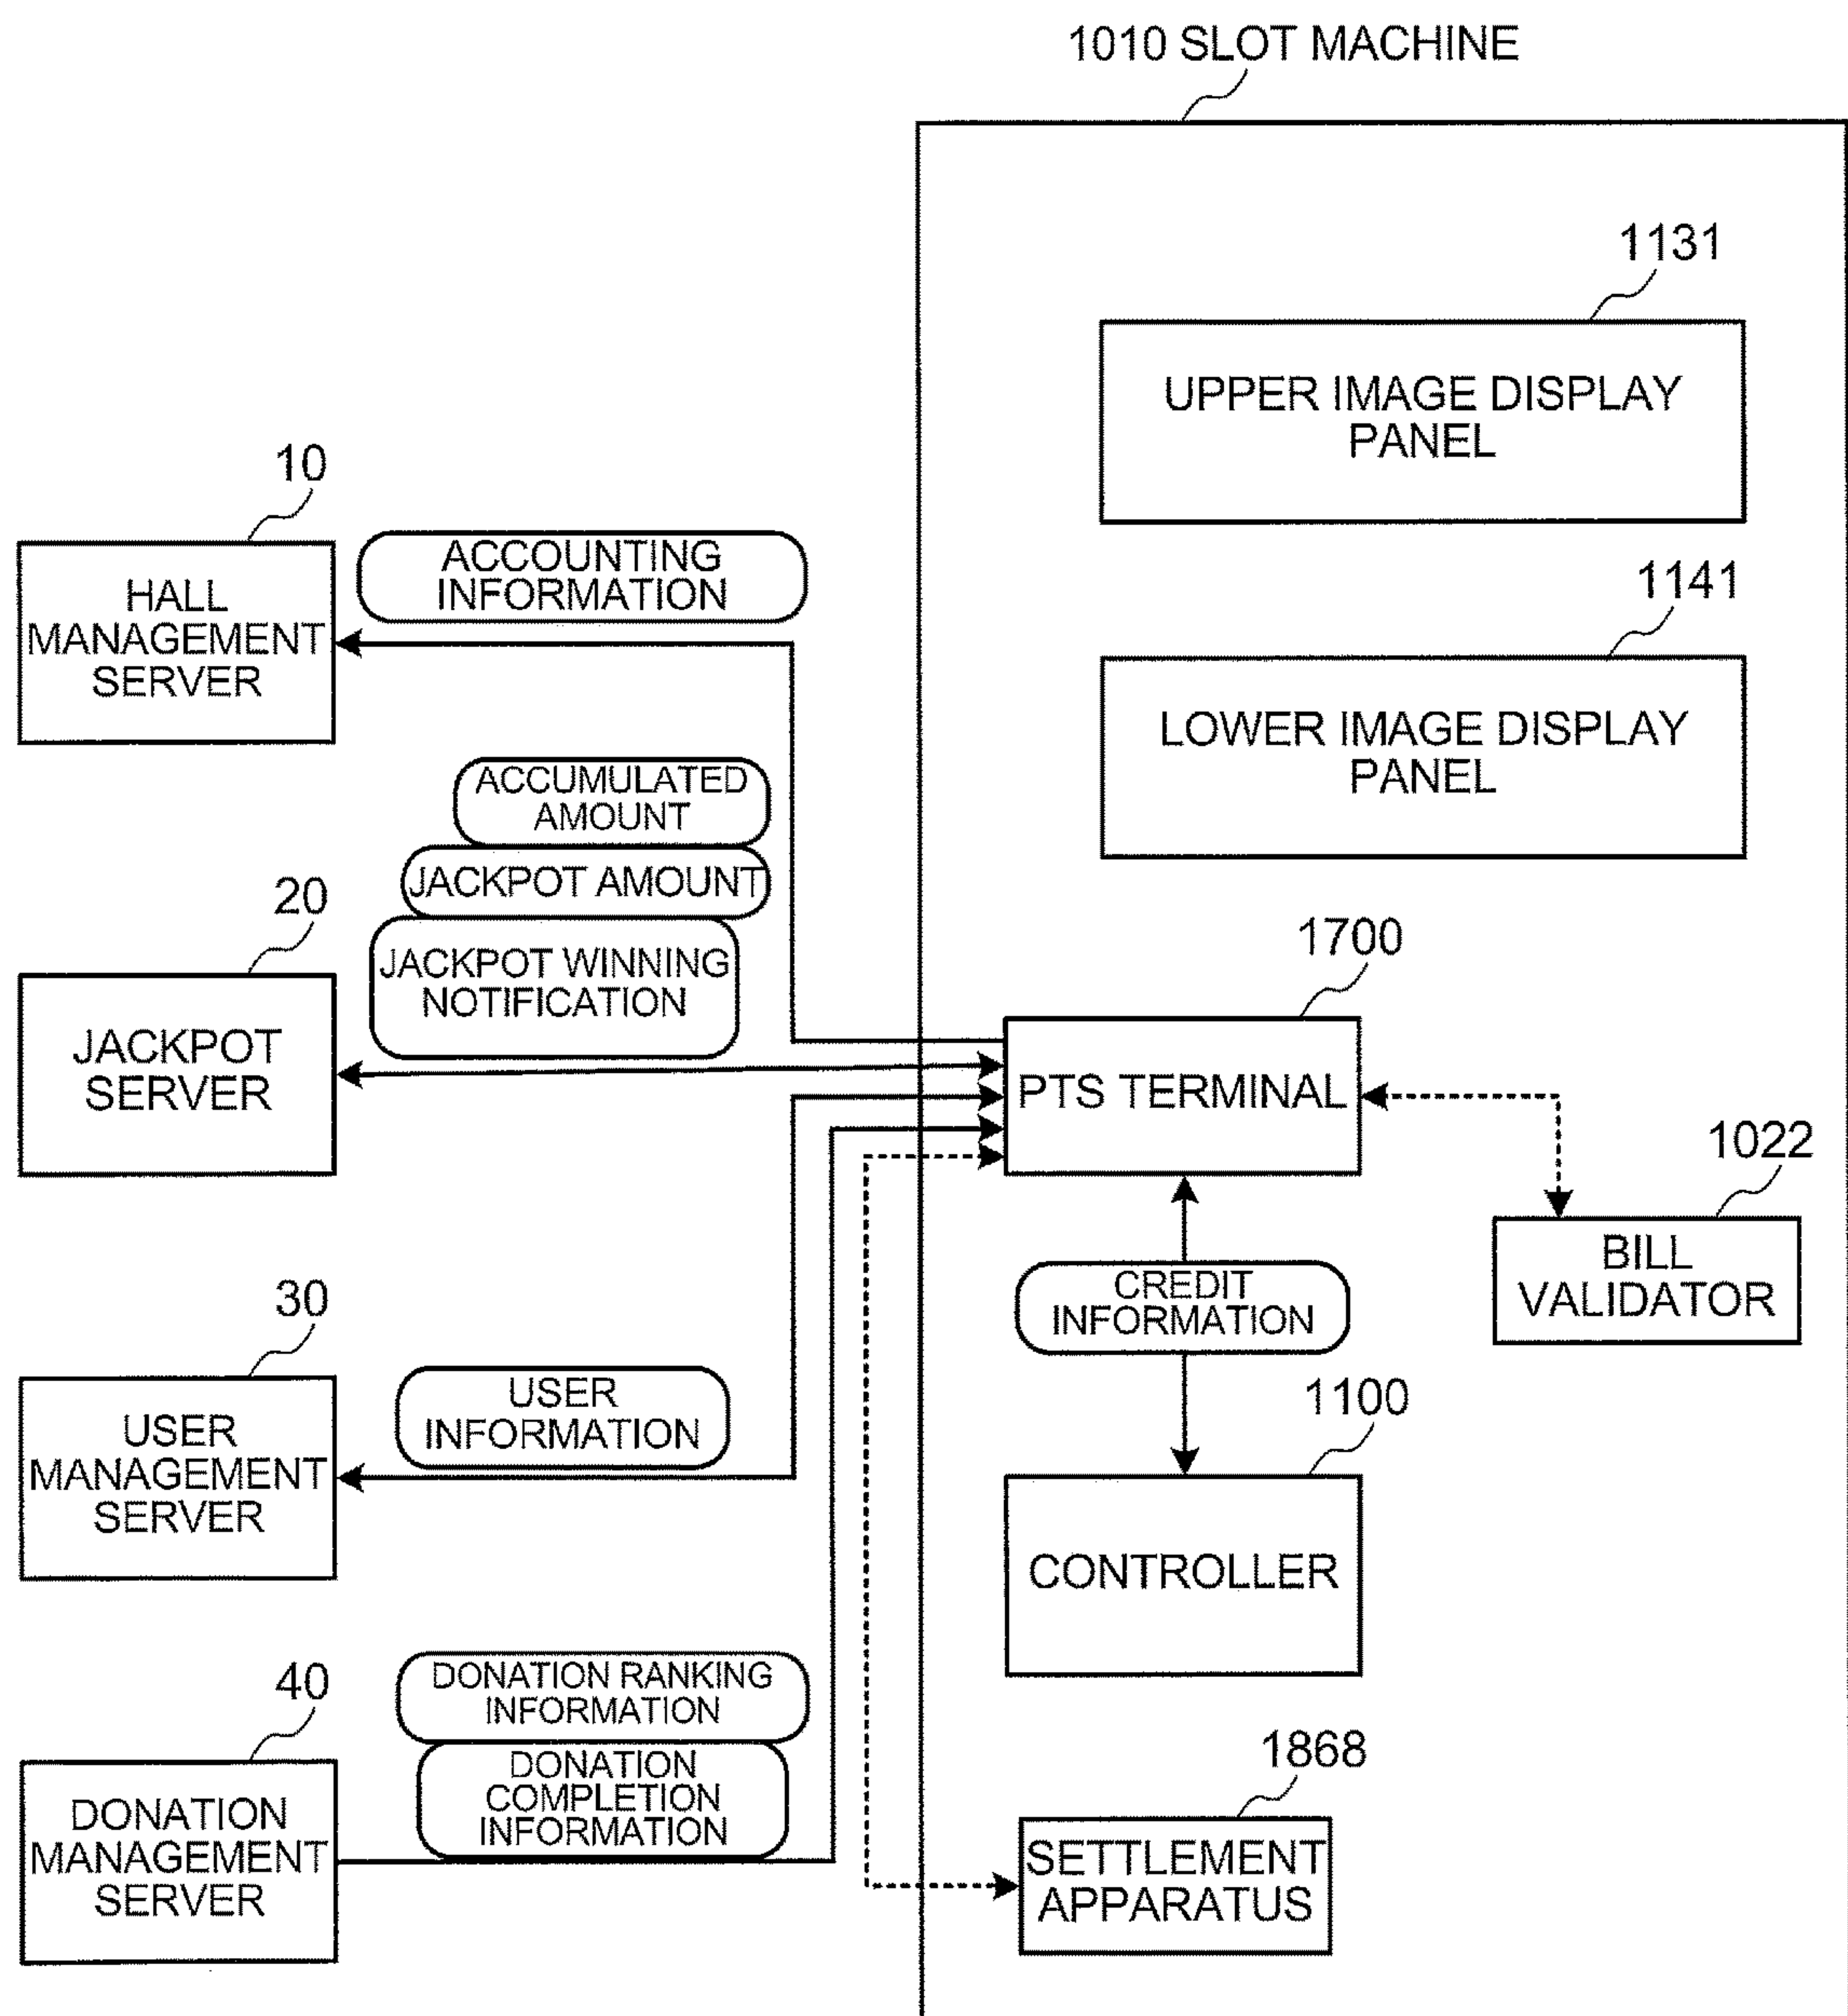 1010 SLOT MACHINE
1131
UPPER IMAGE DISPLAY
PANEL
10
HALL
MANAGEMENT
SERVER
ACCOUNTING
INFORMATION
1141
LOWER IMAGE DISPLAY
PANEL
ACCUMULATED
AMOUNT
JACKPOT AMOUNT
JACKPOT WINNING
NOTIFICATION
20
JACKPOT
SERVER
1700
PTS TERMINAL
1022
BILL
VALIDATOR
CREDIT
INFORMATION
30
USER
MANAGEMENT
SERVER
USER
INFORMATION
1100
CONTROLLER
40
DONATION
MANAGEMENT
SERVER
DONATION RANKING
INFORMATION
DONATION
COMPLETION
INFORMATION
1868
SETTLEMENT
APPARATUS